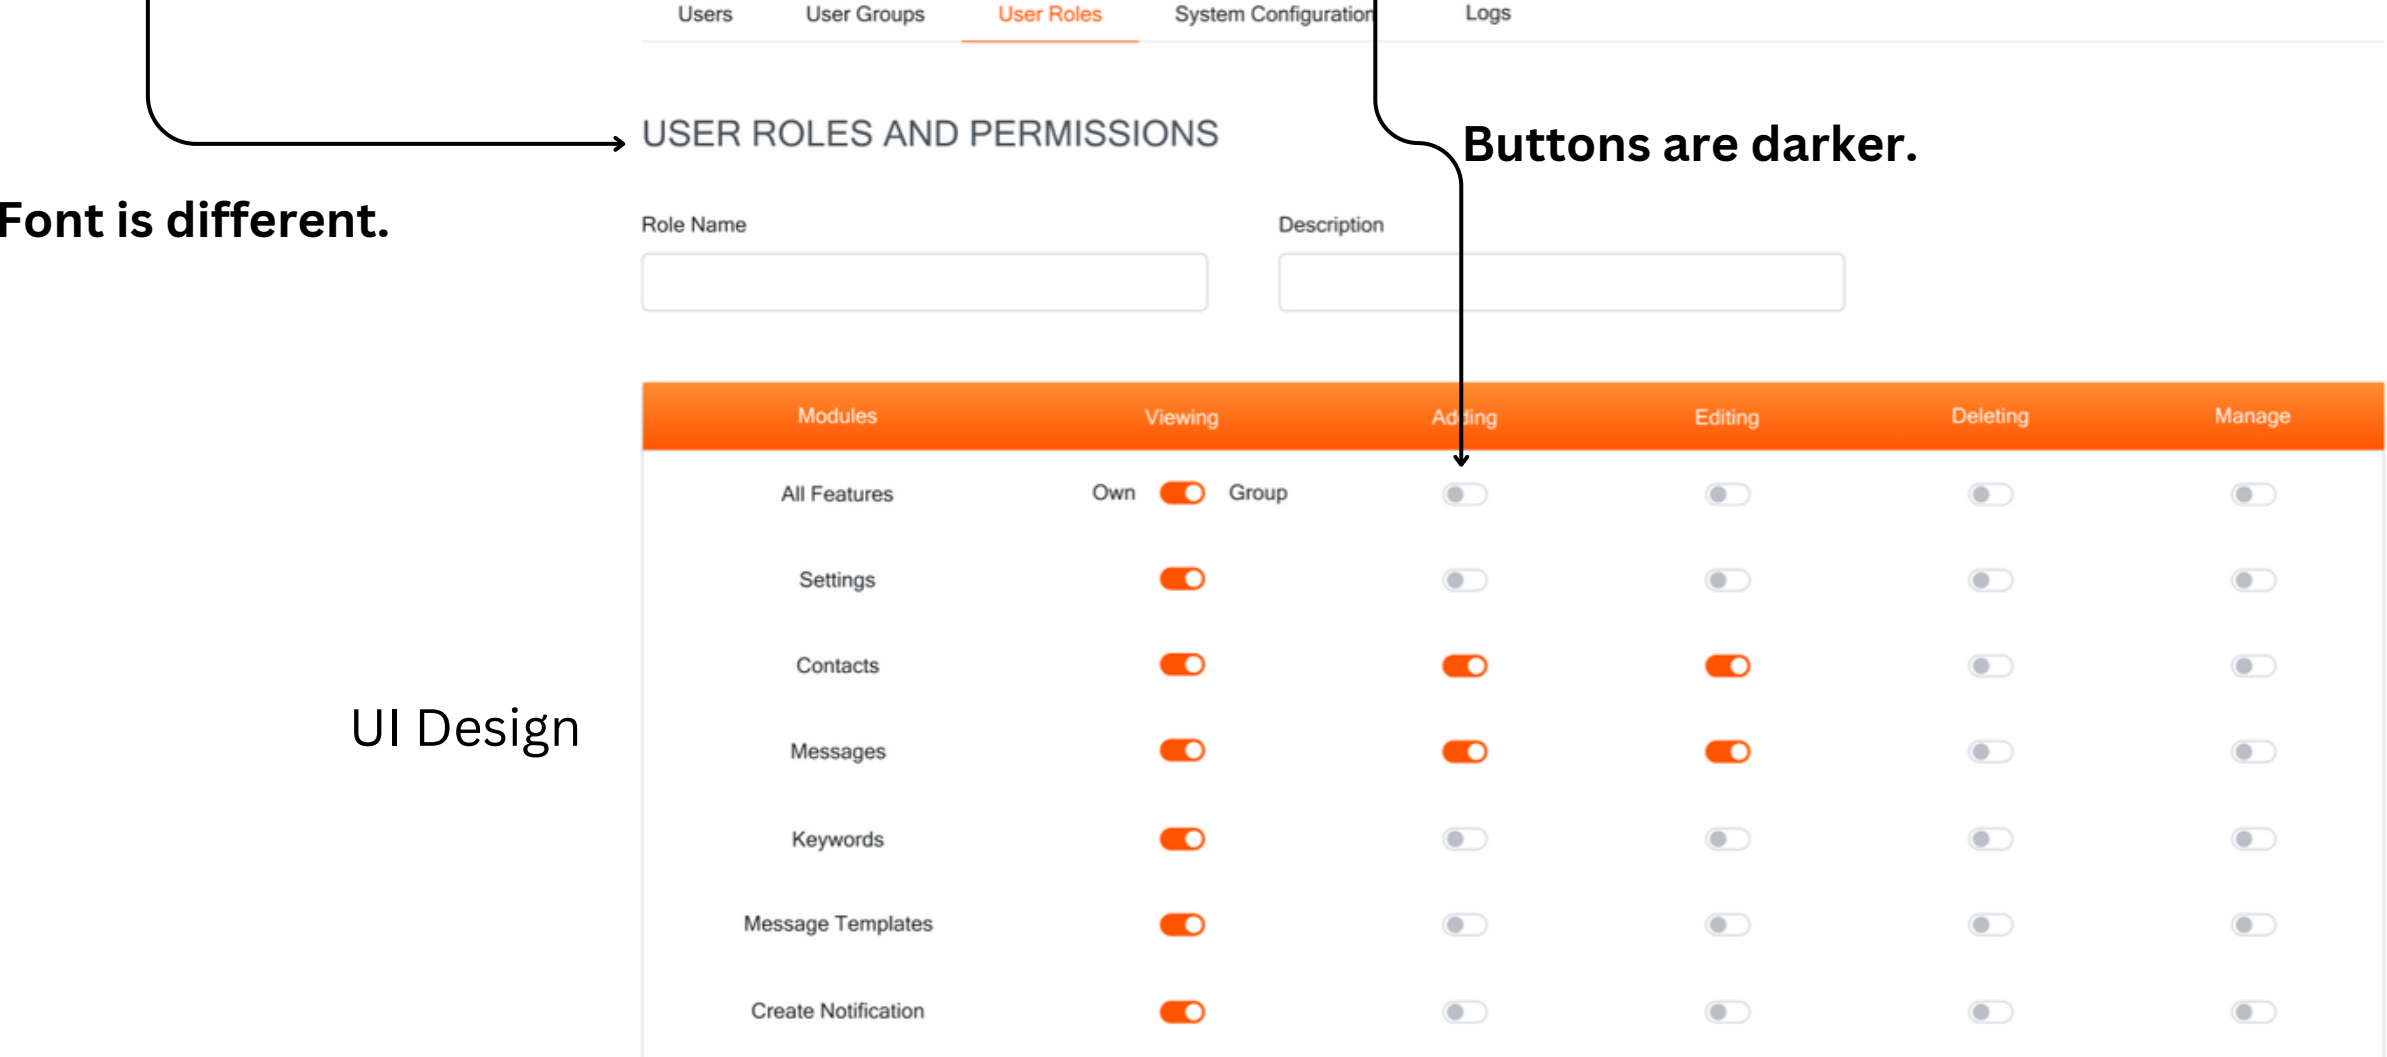 Users User Groups User Roles System Configuration Logs
USER ROLES AND PERMISSIONS
Buttons are darker.
Font is different.
Role Name Description
Modules Viewing Adding Editing Deleting Manage
All Features Own Group
Settings
Contacts
UI Design
Messages
Keywords
Message Templates
Create Notification